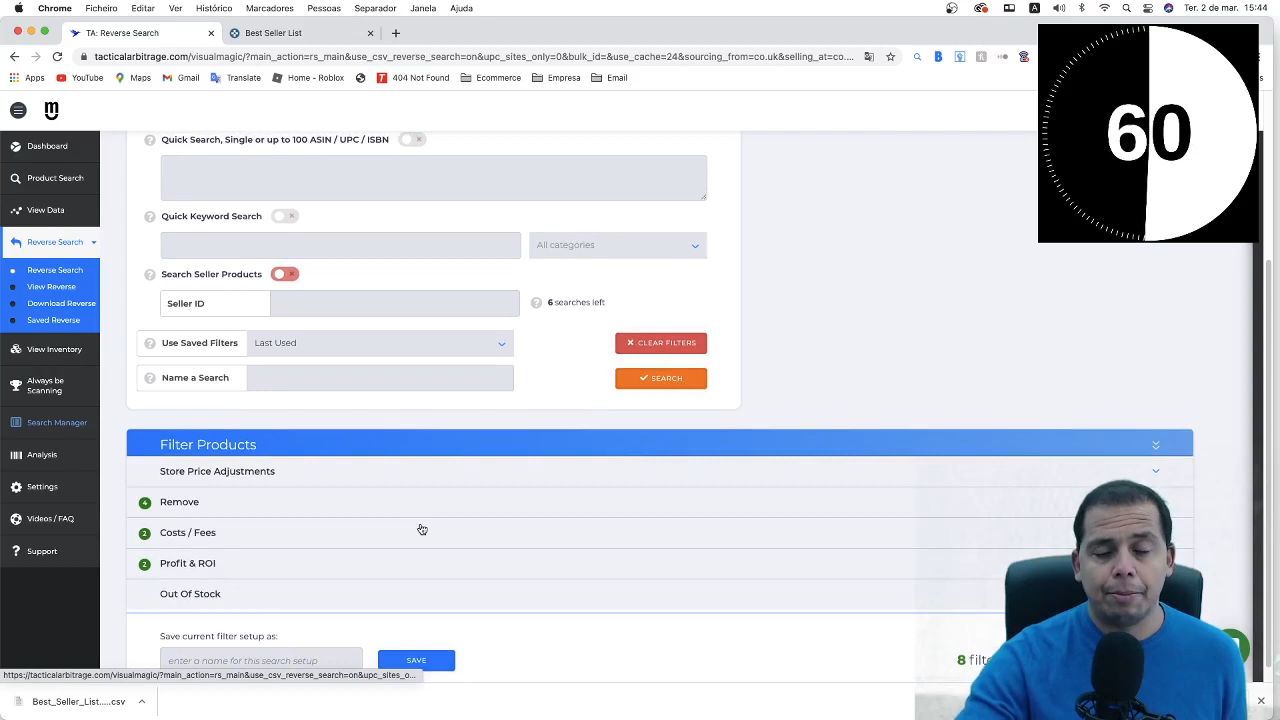 Chrome Ficheiro Editar Ver Histórico Marcadores Pessoas Separador Janela Ajuda Ter. 2 de mar. 15:44
TA: Reverse Search × Best Seller List × +
tacticalarbitrage.com/visualmagic/?main_action=rs_main&use_csv_reverse_search=on&upc_sites_only=0&bulk_id=&use_cache=24&sourcing_from=co.uk&selling_at=co....
Apps YouTube Maps Gmail Translate Home - Roblox 404 Not For... Ecommerce Empresa Email
60
Dashboard
Product Search
View Data
Reverse Search
Reverse Search
View Reverse
Download Reverse
Saved Reverse
View Inventory
Always be
Scanning
Search Manager
Analysis
Settings
Videos / FAQ
Support
Quick Search, Single or up to 100 ASIN / UPC / ISBN
Quick Keyword Search
All categories
Search Seller Products
Seller ID
6 searches left
Use Saved Filters Last Used
CLEAR FILTERS
Name a Search
SEARCH
Filter Products
Store Price Adjustments
4 Remove
2 Costs / Fees
2 Profit & ROI
Out Of Stock
Save current filter setup as:
enter a name for this search setup SAVE
8
https://tacticalarbitrage.com/visualmagic/?main_action=rs_main&use_csv_reverse_search=on&upc_sites_o...
Best_Seller_List.....csv